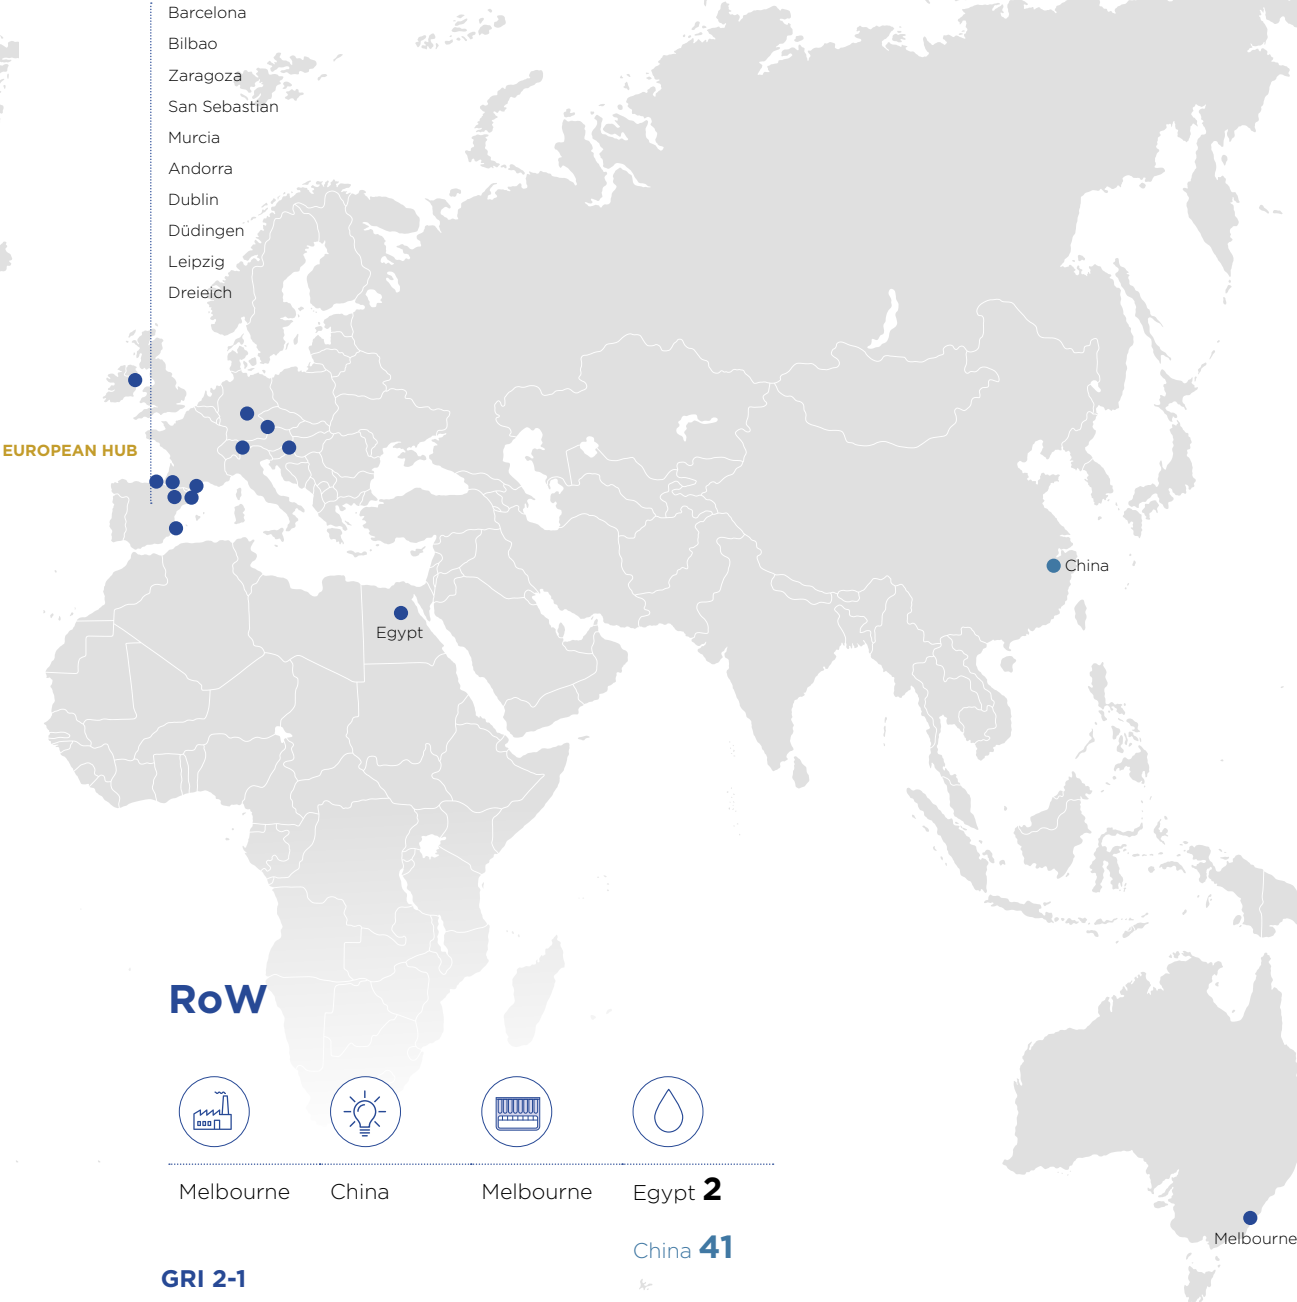 Barcelona
Bilbao
Zaragoza
San Sebastian
Murcia
Andorra
Dublin
Düdingen
Leipzig
Dreieich
EUROPEAN HUB
China
Egypt
RoW
Melbourne China Melbourne Egypt 2
China 41
Melbourne
GRI 2-1